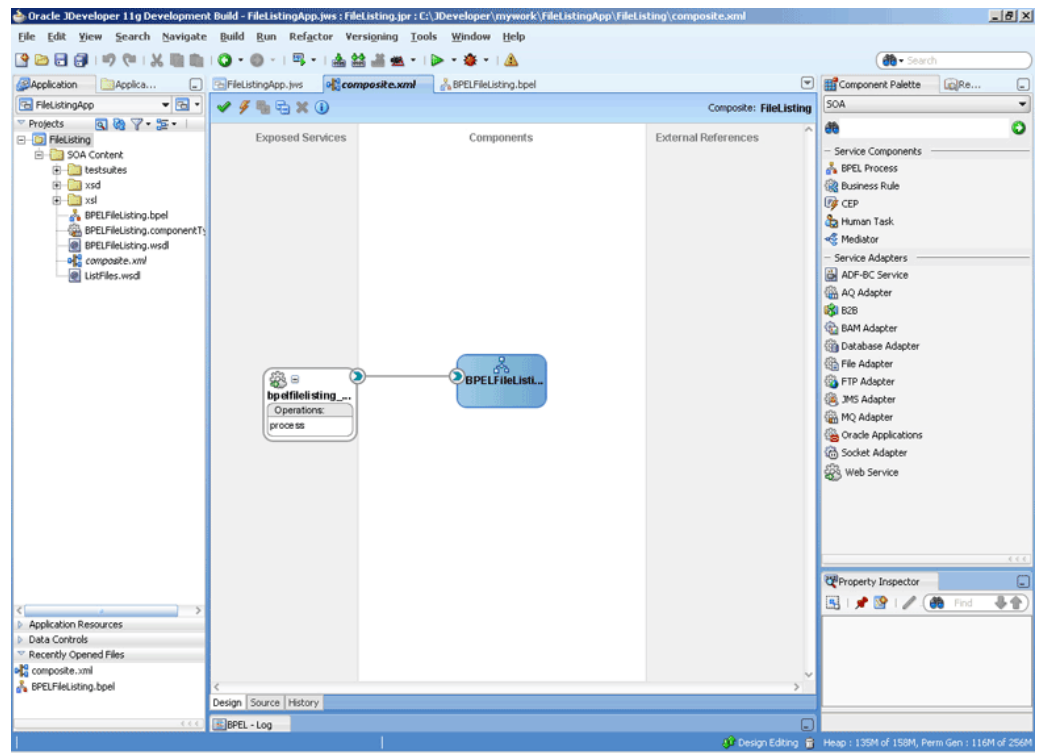 Oracle JDeveloper 11g Development Build - FileListingApp.jws : FileListing.jpr : C:\JDeveloper\mywork\FileListingApp\FileListing\composite.xml
File Edit View Search Navigate Build Run Refactor Versioning Tools Window Help
Search
Application
Applica...
FileListingApp
Projects
FileListing
SOA Content
testsuites
xsd
xsl
BPELFileListing.bpel
BPELFileListing.componentTy
BPELFileListing.wsdl
composite.xml
ListFiles.wsdl
Application Resources
Data Controls
Recently Opened Files
composite.xml
BPELFileListing.bpel
FileListingApp.jws
composite.xml
BPELFileListing.bpel
Composite: FileListing
Exposed Services
Components
External References
bpelfilelisting_...
Operations:
process
BPELFileListi...
Design Source History
BPEL - Log
Component Palette
Re...
SOA
Service Components
BPEL Process
Business Rule
CEP
Human Task
Mediator
Service Adapters
ADF-BC Service
AQ Adapter
B2B
BAM Adapter
Database Adapter
File Adapter
FTP Adapter
JMS Adapter
MQ Adapter
Oracle Applications
Socket Adapter
Web Service
Property Inspector
Find
Design Editing
Heap : 135M of 158M, Perm Gen : 116M of 256M